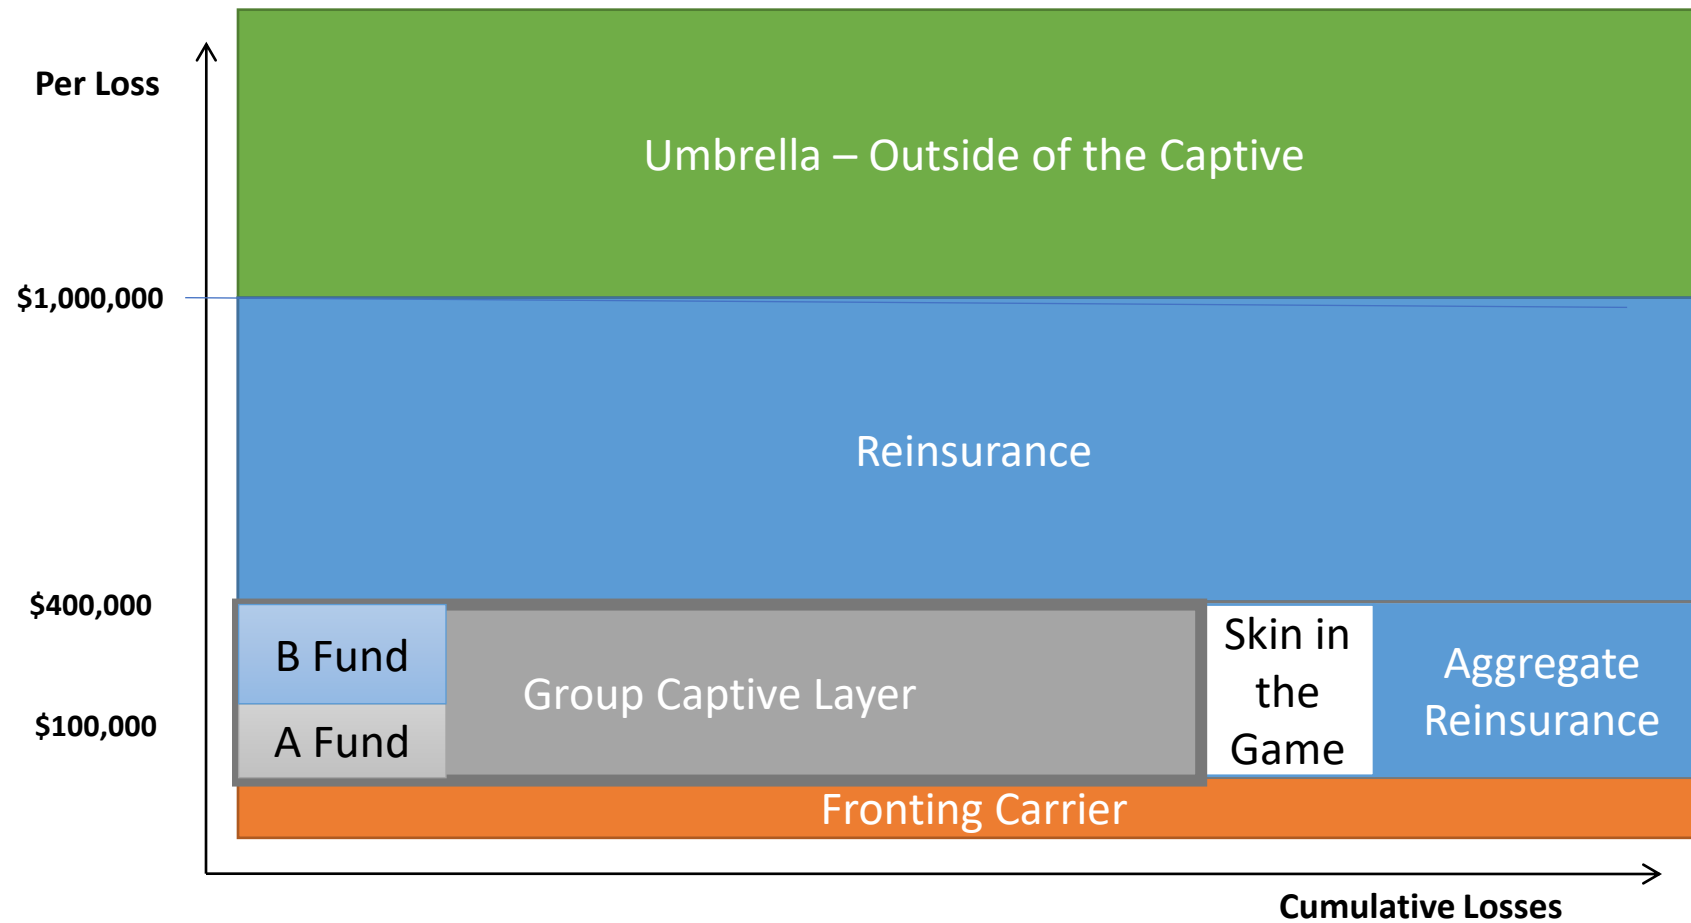 Per Loss
Umbrella – Outside of the Captive
$1,000,000
Reinsurance
$400,000
B Fund
$100,000
A Fund
Group Captive Layer
Skin in
the
Game
Aggregate
Reinsurance
Fronting Carrier
Cumulative Losses